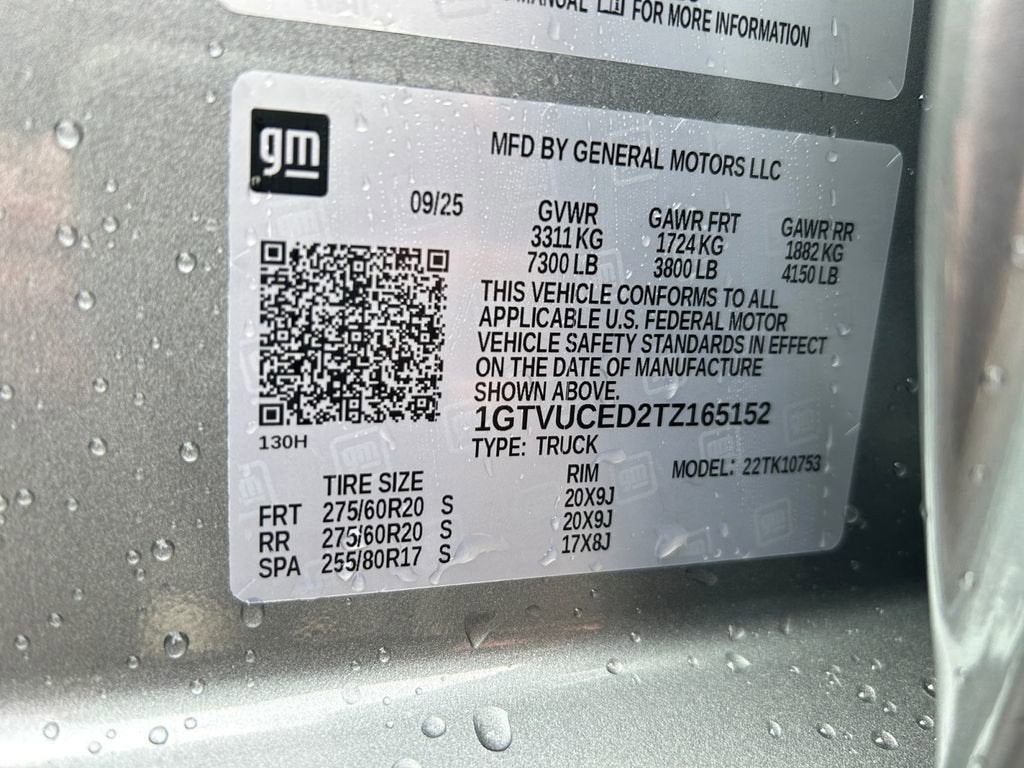 MANUAL FOR MORE INFORMATION
gm
MFD BY GENERAL MOTORS LLC
09/25
GVWR GAWR FRT GAWR RR
3311 KG 1724 KG 1882 KG
7300 LB 3800 LB 4150 LB
THIS VEHICLE CONFORMS TO ALL
APPLICABLE U.S. FEDERAL MOTOR
VEHICLE SAFETY STANDARDS IN EFFECT
ON THE DATE OF MANUFACTURE
SHOWN ABOVE.
1GTVUCED2TZ165152
130H
TYPE: TRUCK
MODEL: 22TK10753
TIRE SIZE RIM
FRT 275/60R20 S 20X9J
RR 275/60R20 S 20X9J
SPA 255/80R17 S 17X8J